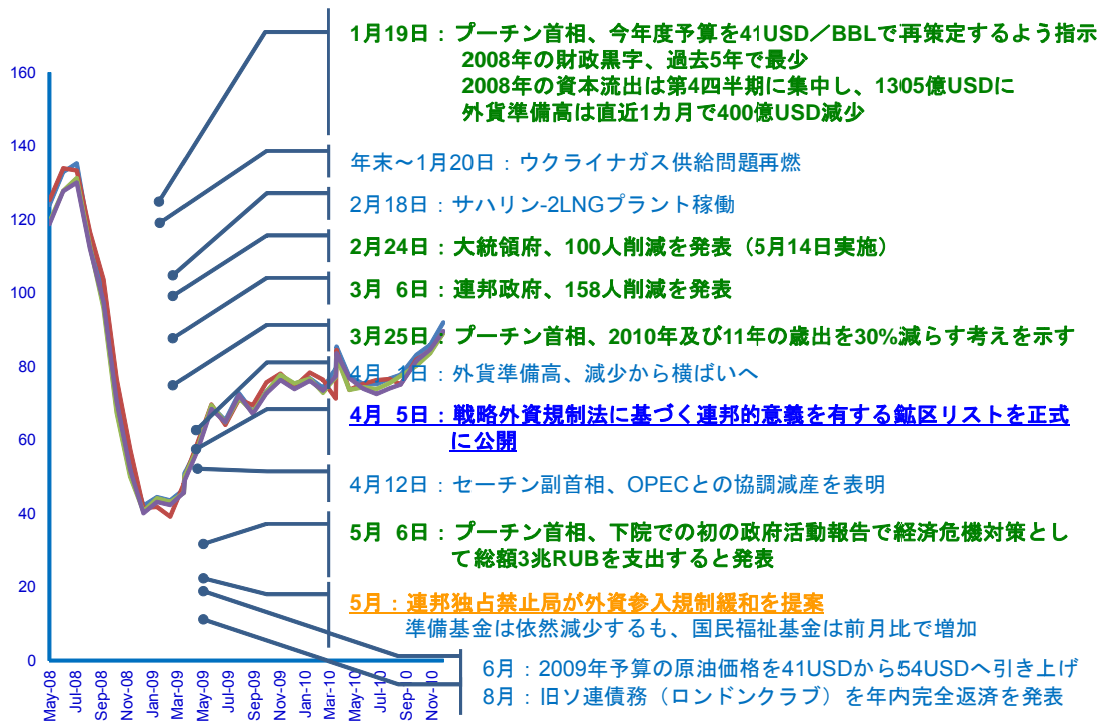 1月19日：プーチン首相、今年度予算を41USD／BBLで再策定するよう指示
2008年の財政黒字、過去5年で最少
2008年の資本流出は第4四半期に集中し、1305億USDに
外貨準備高は直近1カ月で400億USD減少
年末～1月20日：ウクライナガス供給問題再燃
2月18日：サハリン-2LNGプラント稼働
2月24日：大統領府、100人削減を発表（5月14日実施）
3月 6日：連邦政府、158人削減を発表
3月25日：プーチン首相、2010年及び11年の歳出を30%減らす考えを示す
4月 1日：外貨準備高、減少から横ばいへ
4月 5日：戦略外資規制法に基づく連邦的意義を有する鉱区リストを正式
に公開
4月12日：セーチン副首相、OPECとの協調減産を表明
5月 6日：プーチン首相、下院での初の政府活動報告で経済危機対策とし
て総額3兆RUBを支出すると発表
5月：連邦独占禁止局が外資参入規制緩和を提案
準備基金は依然減少するも、国民福祉基金は前月比で増加
6月：2009年予算の原油価格を41USDから54USDへ引き上げ
8月：旧ソ連債務（ロンドンクラブ）を年内完全返済を発表
160
140
120
100
80
60
40
20
0
May-08
Jul-08
Sep-08
Nov-08
Jan-09
Mar-09
May-09
Jul-09
Sep-09
Nov-09
Jan-10
Mar-10
May-10
Jul-10
Sep-10
Nov-10